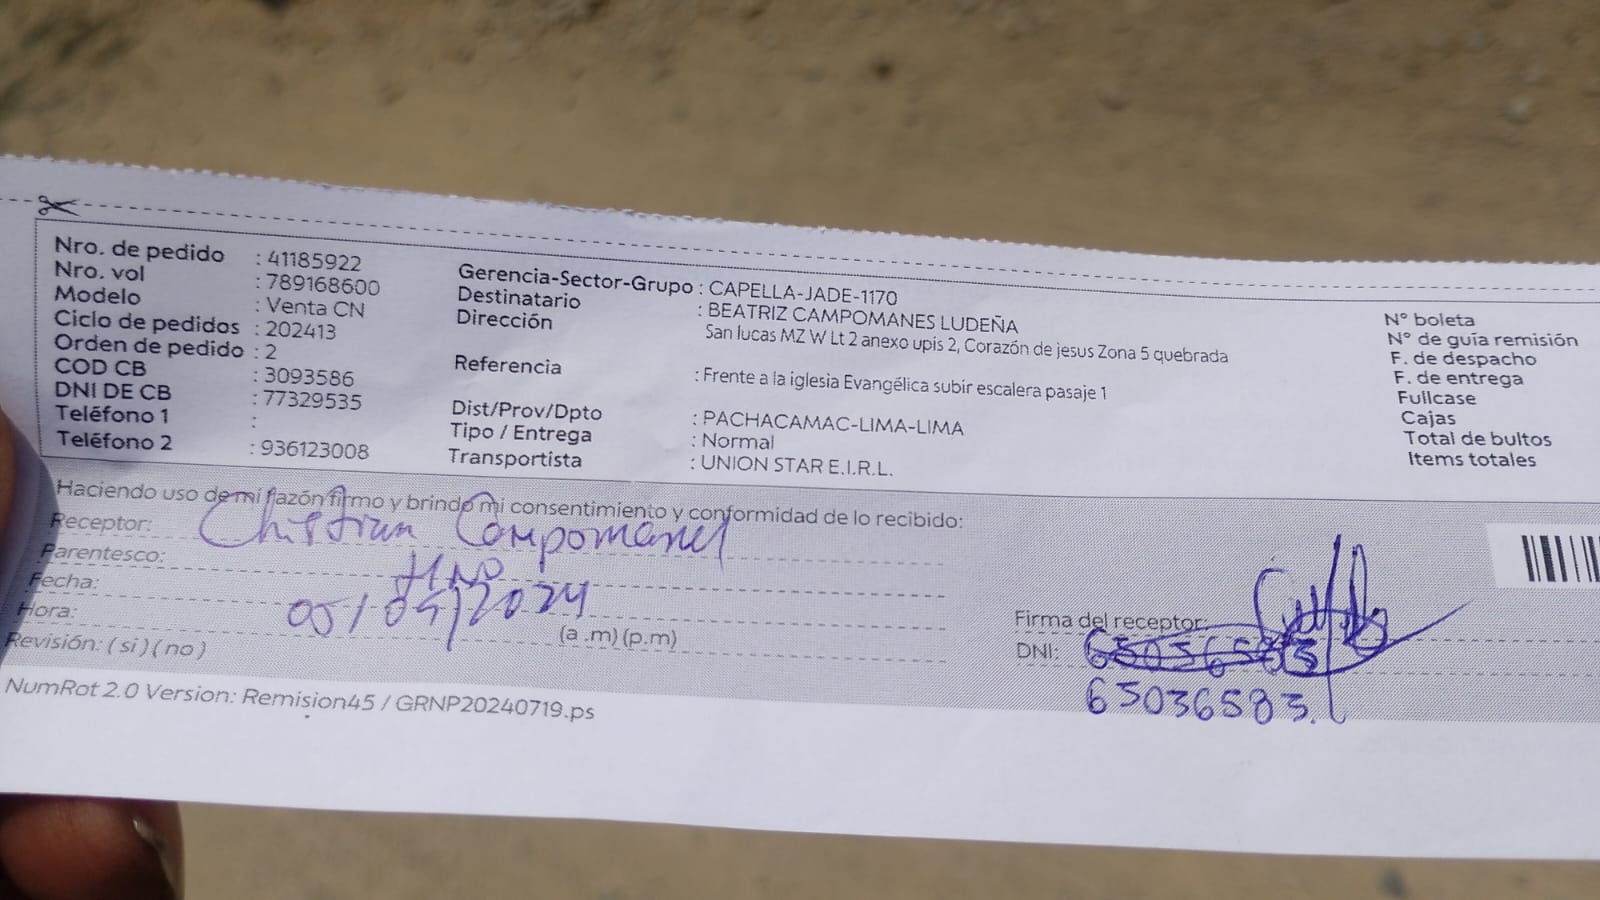 Nro. de pedido : 41185922
Nro. vol : 789168600
Modelo : Venta CN
Ciclo de pedidos : 202413
Orden de pedido : 2
COD CB : 3093586
DNI DE CB : 77329535
Teléfono 1 :
Teléfono 2 : 936123008
Gerencia-Sector-Grupo : CAPELLA-JADE-1170
Destinatario : BEATRIZ CAMPOMANES LUDEÑA
Dirección San lucas MZ W Lt 2 anexo upis 2, Corazón de jesus Zona 5 quebrada
Referencia : Frente a la iglesia Evangélica subir escalera pasaje 1
Dist/Prov/Dpto : PACHACAMAC-LIMA-LIMA
Tipo / Entrega : Normal
Transportista : UNION STAR E.I.R.L.
N° boleta
N° de guía remisión
F. de despacho
F. de entrega
Fullcase
Cajas
Total de bultos
Items totales
Haciendo uso de mi razón firmo y brindo mi consentimiento y conformidad de lo recibido:
Receptor: Christian Campomanes
Parentesco: HNO
Fecha: 05/09/2024
Hora: (a .m) (p.m)
Revisión: ( si ) ( no )
Firma del receptor:
DNI:
65036583.
NumRot 2.0 Version: Remision45 / GRNP20240719.ps